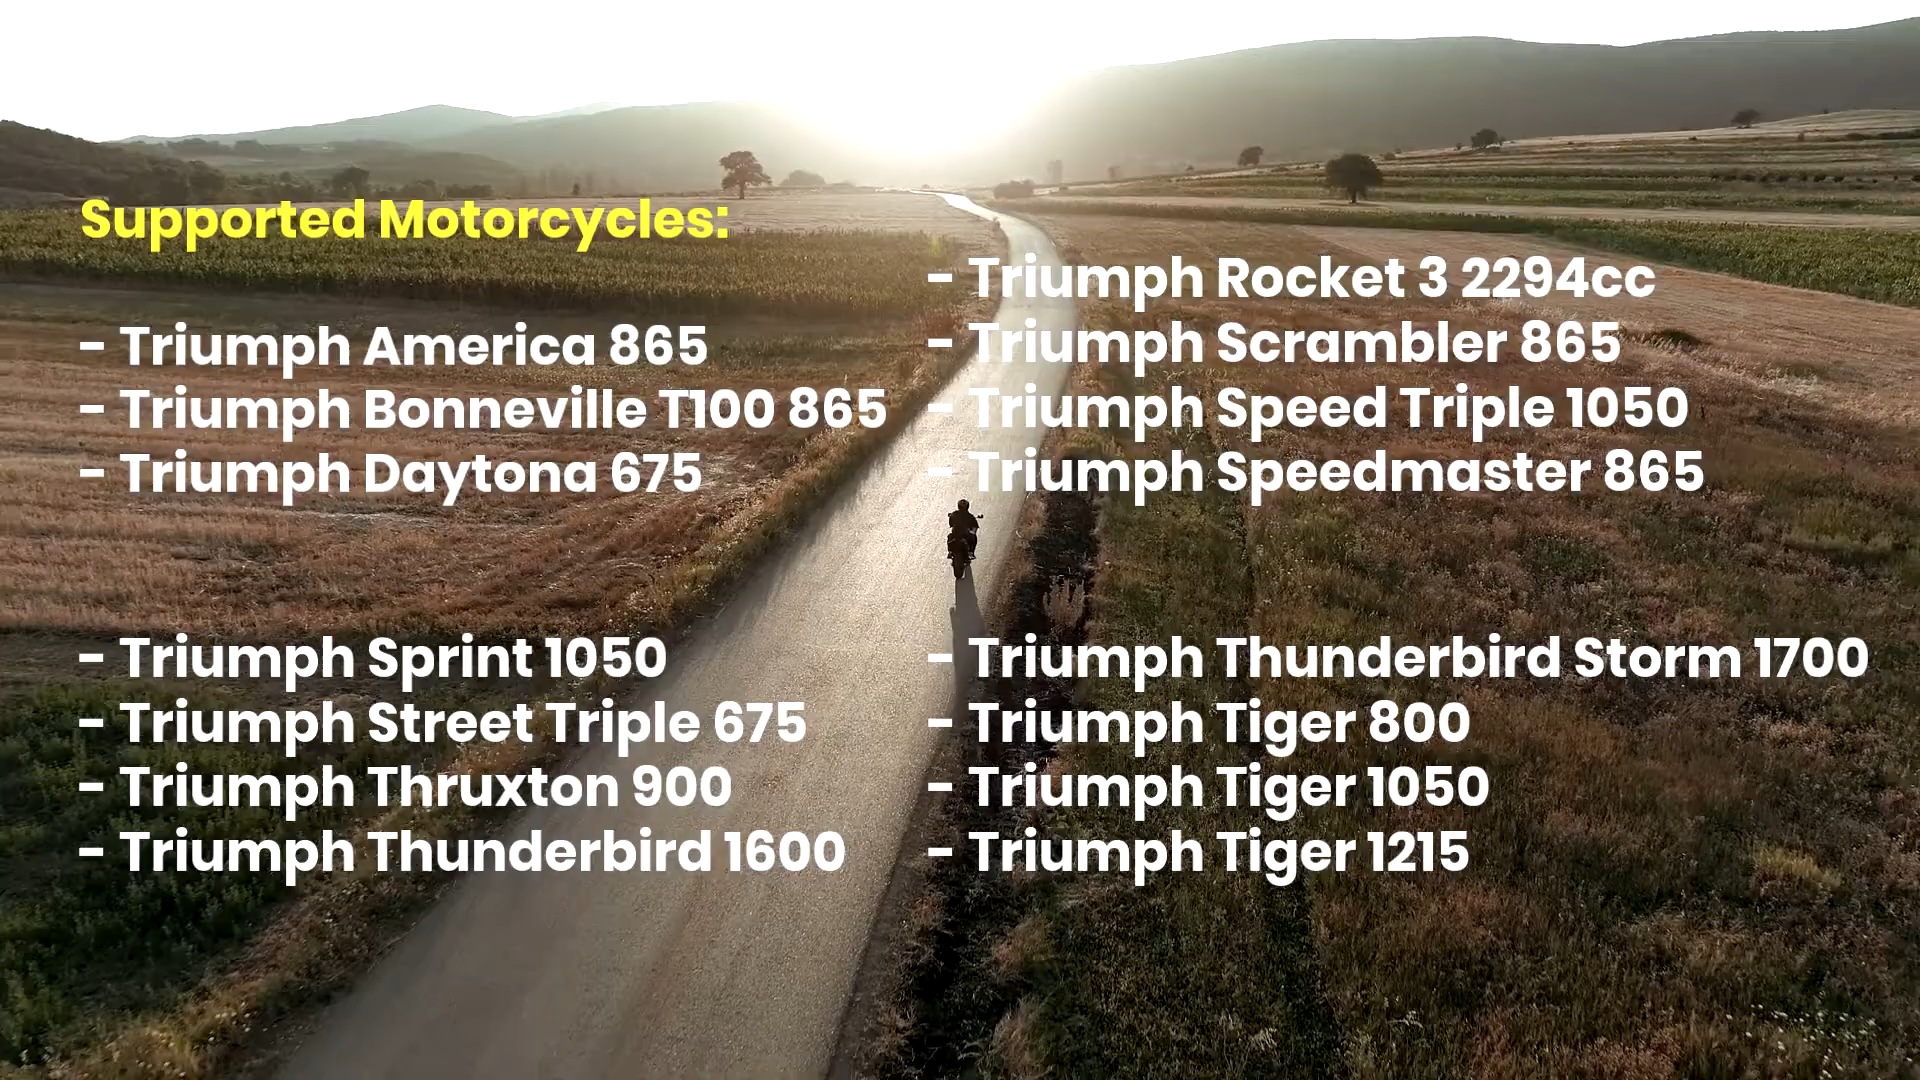 Supported Motorcycles:
- Triumph America 865
- Triumph Bonneville T100 865
- Triumph Daytona 675
- Triumph Rocket 3 2294cc
- Triumph Scrambler 865
- Triumph Speed Triple 1050
- Triumph Speedmaster 865
- Triumph Sprint 1050
- Triumph Street Triple 675
- Triumph Thruxton 900
- Triumph Thunderbird 1600
- Triumph Thunderbird Storm 1700
- Triumph Tiger 800
- Triumph Tiger 1050
- Triumph Tiger 1215